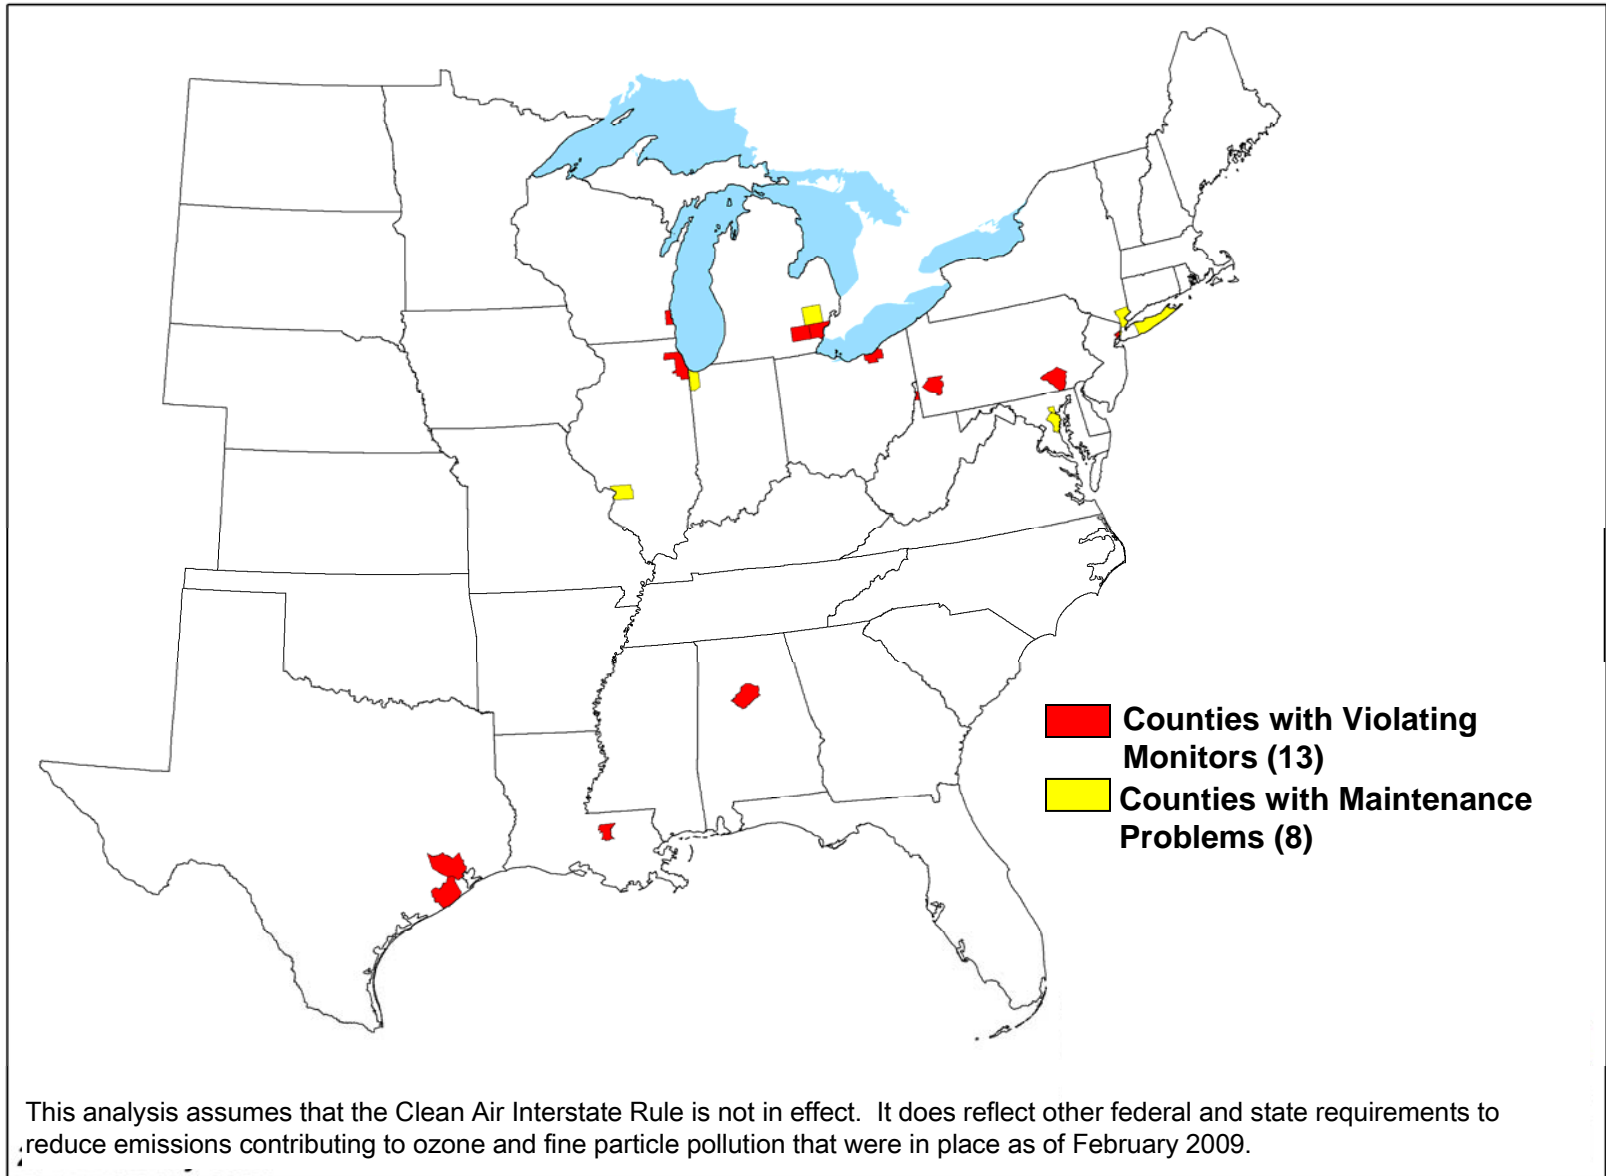 Counties with Violating
Monitors (13)
Counties with Maintenance
Problems (8)
This analysis assumes that the Clean Air Interstate Rule is not in effect.  It does reflect other federal and state requirements to
reduce emissions contributing to ozone and fine particle pollution that were in place as of February 2009.